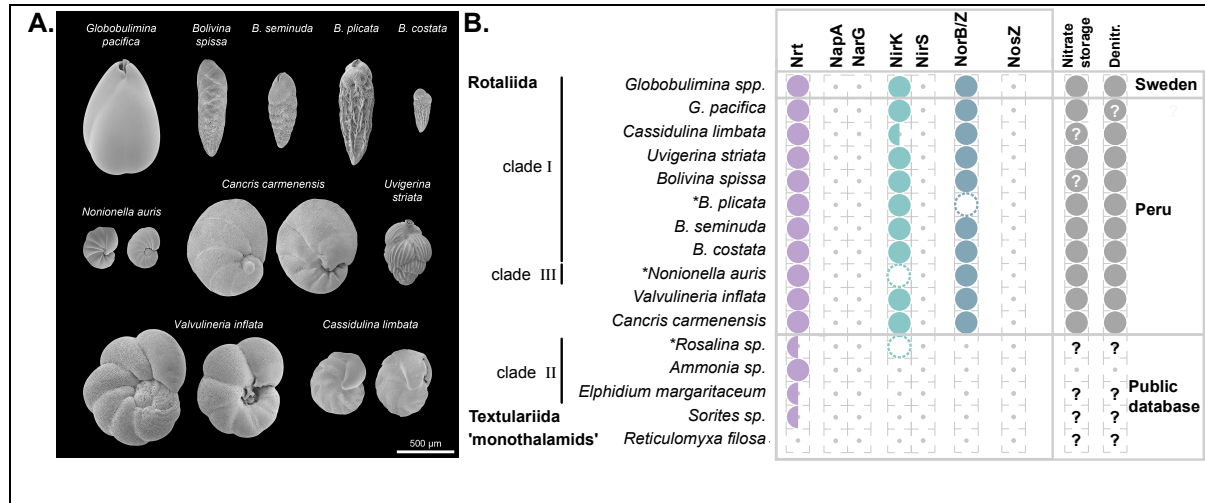 A.
Globobulimina
pacifica
Bolivina
spissa
B. seminuda
B. plicata
B. costata
Nonionella auris
Cancris carmenensis
Uvigerina
striata
Valvulineria inflata
Cassidulina limbata
500 µm
B.
Nrt
NapA
NarG
NirK
NirS
NorB/Z
NosZ
Nitrate
storage
Denitr.
Rotaliida
clade I
clade III
clade II
Textulariida
'monothalamids'
Globobulimina spp.
Sweden
G. pacifica
?
?
Cassidulina limbata
?
Uvigerina striata
Bolivina spissa
?
*B. plicata
Peru
B. seminuda
B. costata
*Nonionella auris
Valvulineria inflata
Cancris carmenensis
*Rosalina sp.
? ?
Ammonia sp.
Elphidium margaritaceum
? ?
Public
database
Sorites sp.
? ?
Reticulomyxa filosa
? ?